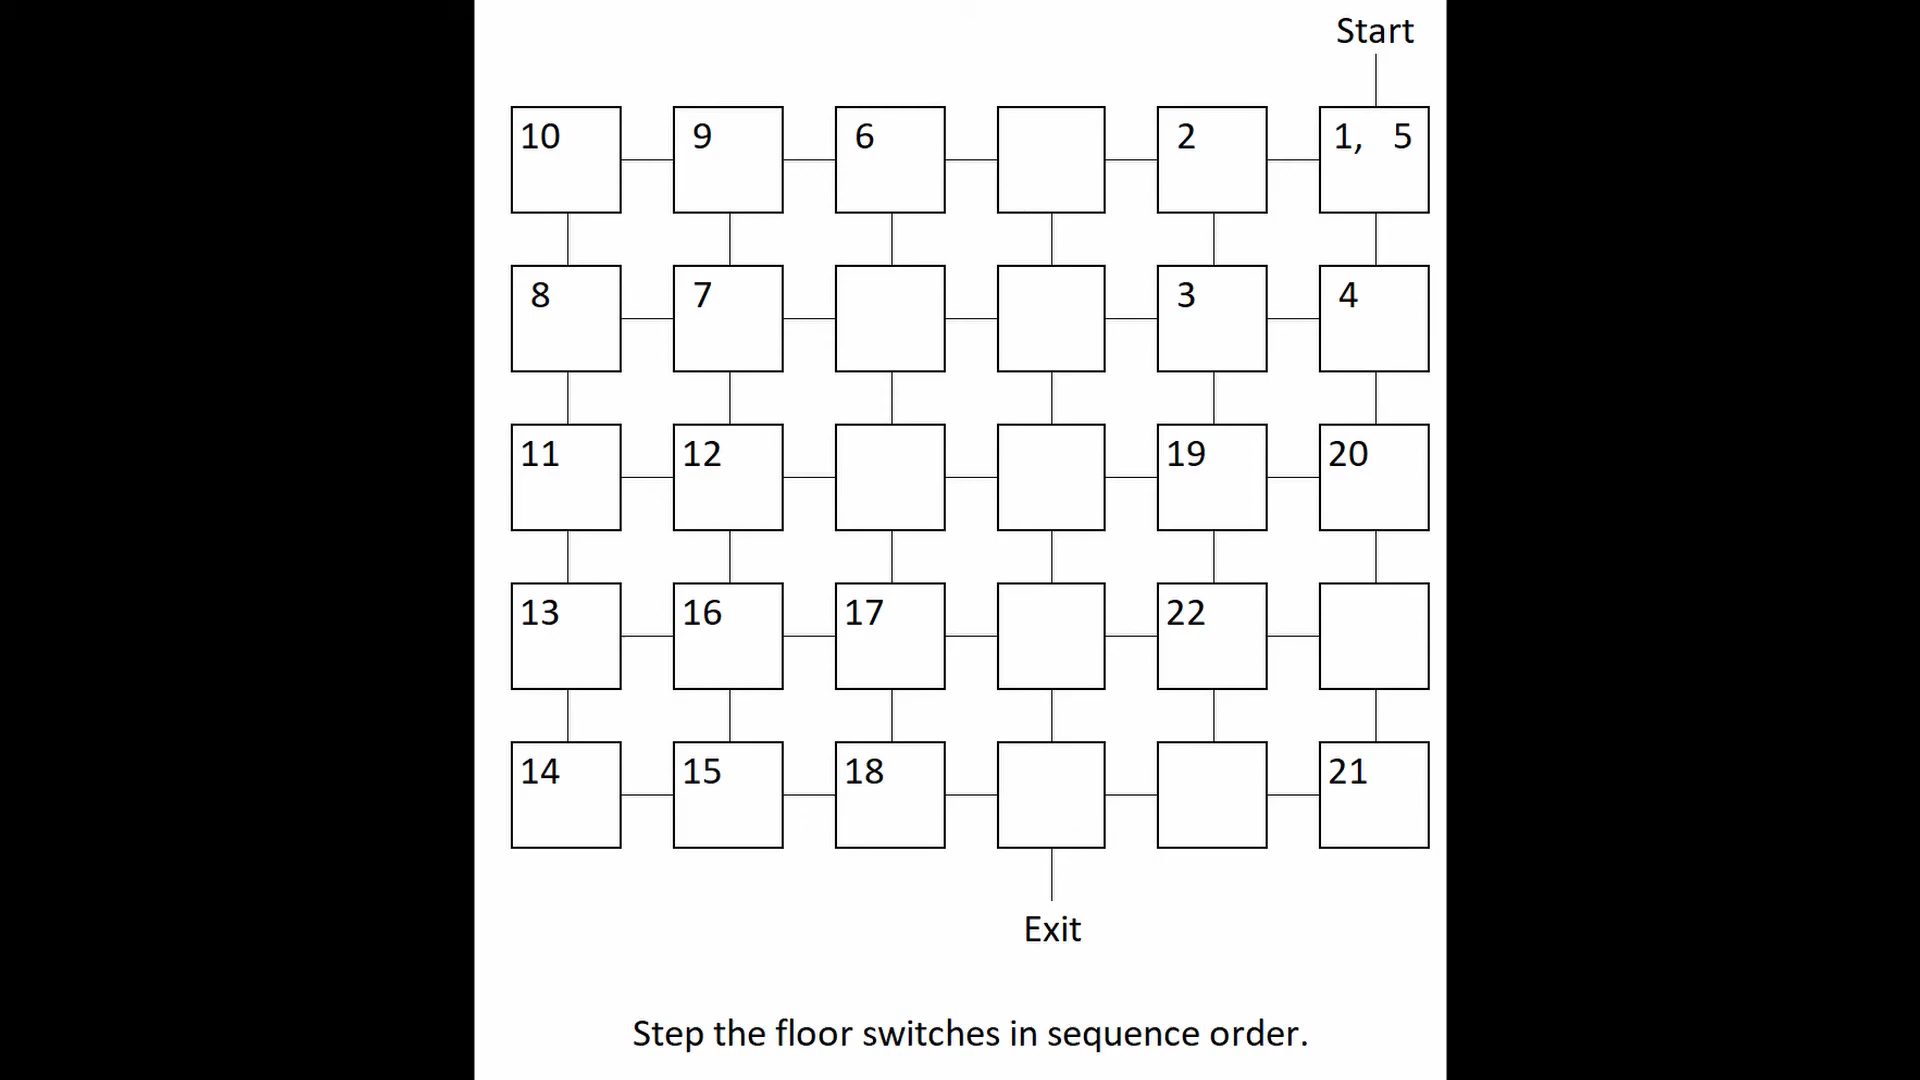 Start
10 9 6 2 1, 5
8 7 3 4
11 12 19 20
13 16 17 22
14 15 18 21
Exit
Step the floor switches in sequence order.